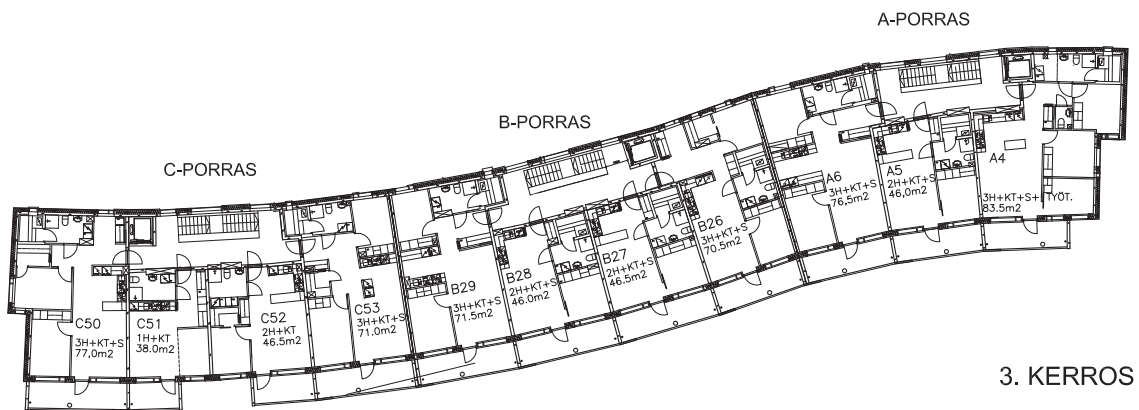 A-PORRAS
B-PORRAS
C-PORRAS
C50
3H+KT+S
77,0m2
C51
1H+KT
38.0m2
C52
2H+KT
46.5m2
C53
3H+KT+S
71.0m2
B29
3H+KT+S
71.5m2
B28
2H+KT+S
46.0m2
B27
2H+KT+S
46.5m2
B26
3H+KT+S
70.5m2
A6
3H+KT+S
76,5m2
A5
2H+KT+S
46,0m2
A4
3H+KT+S+ TYÖT.
83.5m2
3. KERROS